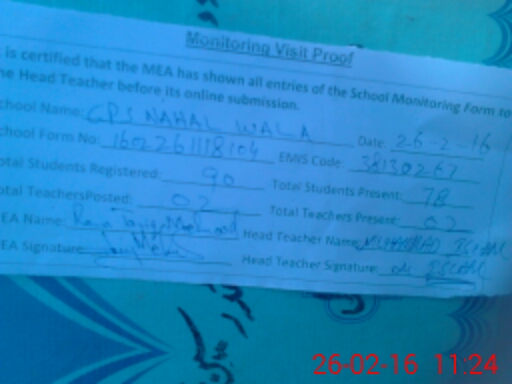 Monitoring Visit Proof
is certified that the MEA has shown all entries of the School Monitoring Form to
he Head Teacher before its online submission.
chool Name: GPS NAHAL WALA Date: 26-2-16
chool Form No: EMIS Code: 38130267
otal Students Registered: 90 Total Students Present: 78
otal TeachersPosted: 02 Total Teachers Present: 02
EA Name: Head Teacher Name: MUHAMMAD
EA Signature: Head Teacher Signature:
26-02-16 11:24